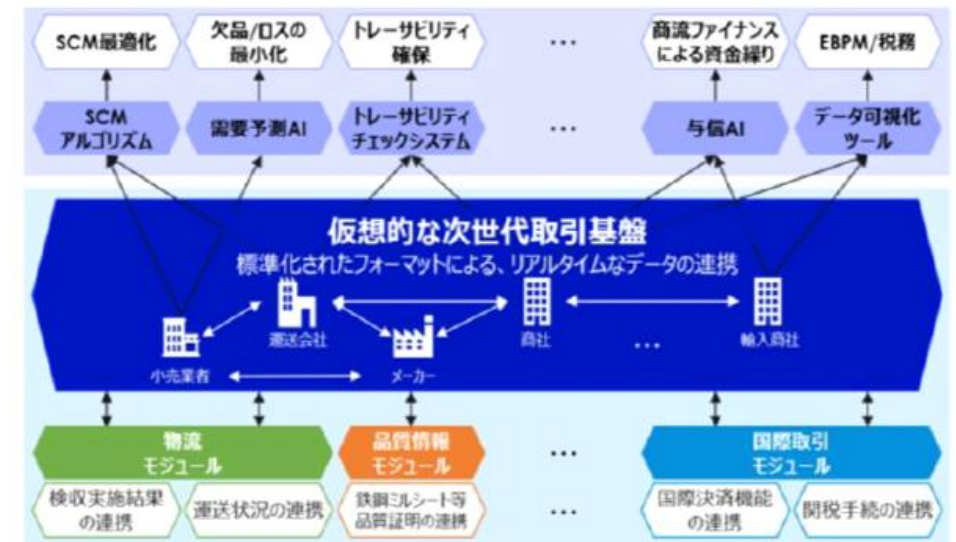 SCM最適化
欠品/ロスの
最小化
トレーサビリティ
確保
…
商流ファイナンス
による資金繰り
EBPM/税務
SCM
アルゴリズム
需要予測AI
トレーサビリティ
チェックシステム
…
与信AI
データ可視化
ツール
仮想的な次世代取引基盤
標準化されたフォーマットによる、リアルタイムなデータの連携
小売業者
運送会社
メーカー
商社
…
輸入商社
物流
モジュール
品質情報
モジュール
…
国際取引
モジュール
検収実施結果
の連携
運送状況の連携
鉄鋼ミルシート等
品質証明の連携
…
国際決済機能
の連携
関税手続の連携